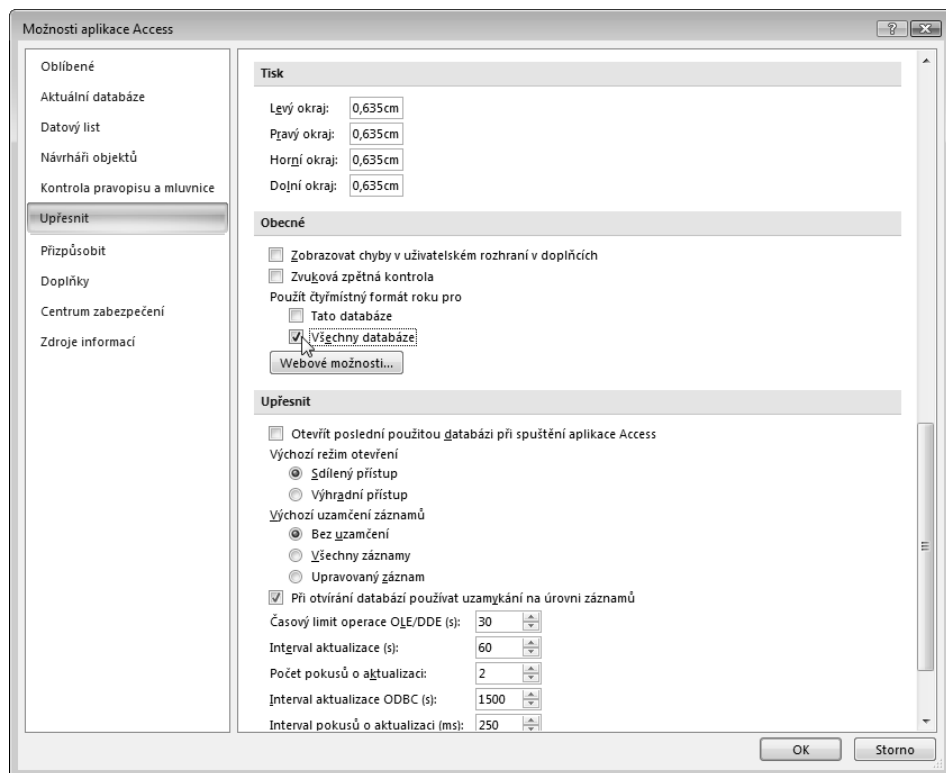 Možnosti aplikace Access
Oblíbené
Aktuální databáze
Datový list
Návrháři objektů
Kontrola pravopisu a mluvnice
Upřesnit
Přizpůsobit
Doplňky
Centrum zabezpečení
Zdroje informací
Tisk
Levý okraj: 0,635cm
Pravý okraj: 0,635cm
Horní okraj: 0,635cm
Dolní okraj: 0,635cm
Obecné
Zobrazovat chyby v uživatelském rozhraní v doplňcích
Zvuková zpětná kontrola
Použít čtyřmístný formát roku pro
Tato databáze
Všechny databáze
Webové možnosti...
Upřesnit
Otevřít poslední použitou databázi při spuštění aplikace Access
Výchozí režim otevření
Sdílený přístup
Výhradní přístup
Výchozí uzamčení záznamů
Bez uzamčení
Všechny záznamy
Upravovaný záznam
Při otvírání databází používat uzamykání na úrovni záznamů
Časový limit operace OLE/DDE (s): 30
Interval aktualizace (s): 60
Počet pokusů o aktualizaci: 2
Interval aktualizace ODBC (s): 1500
Interval pokusů o aktualizaci (ms): 250
OK Storno